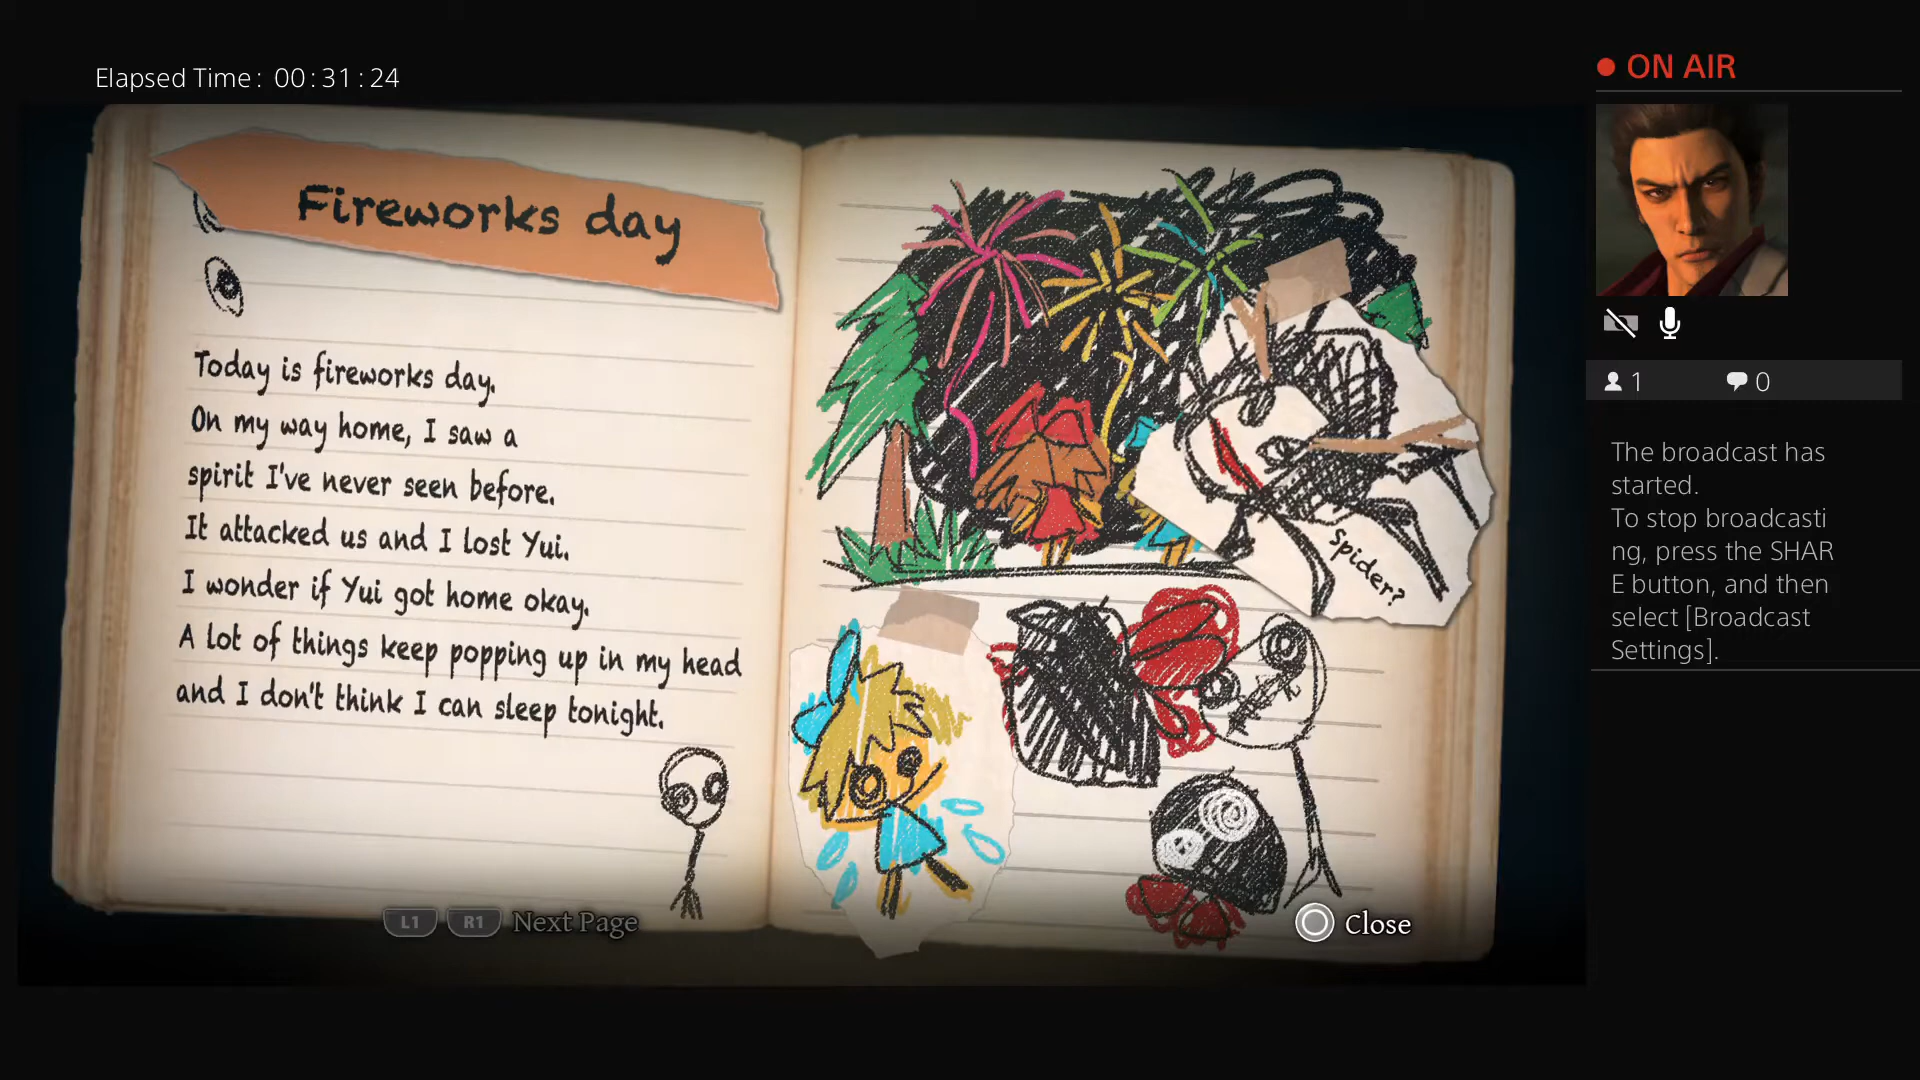 Elapsed Time: 00:31:24
ON AIR
1
0
The broadcast has
started.
To stop broadcasti
ng, press the SHAR
E button, and then
select [Broadcast
Settings].
Fireworks day
Today is fireworks day.
On my way home, I saw a
spirit I've never seen before.
It attacked us and I lost Yui.
I wonder if Yui got home okay.
A lot of things keep popping up in my head
and I don't think I can sleep tonight.
Spider?
L1 R1 Next Page
Close